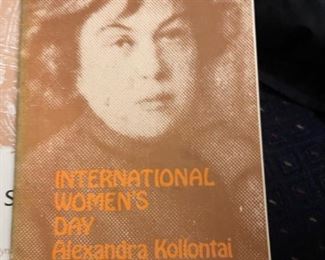 INTERNATIONAL
WOMEN'S
DAY
Alexandra Kollontai
S